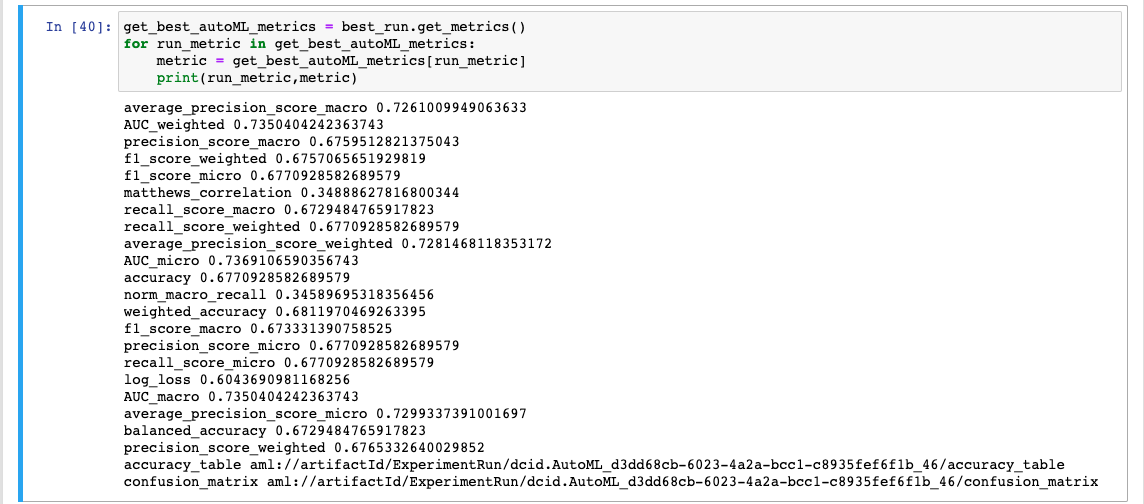 In [40]: get_best_autoML_metrics = best_run.get_metrics()
for run_metric in get_best_autoML_metrics:
    metric = get_best_autoML_metrics[run_metric]
    print(run_metric,metric)
average_precision_score_macro 0.7261009949063633
AUC_weighted 0.7350404242363743
precision_score_macro 0.6759512821375043
f1_score_weighted 0.6757065651929819
f1_score_micro 0.6770928582689579
matthews_correlation 0.34888627816800344
recall_score_macro 0.6729484765917823
recall_score_weighted 0.6770928582689579
average_precision_score_weighted 0.7281468118353172
AUC_micro 0.7369106590356743
accuracy 0.6770928582689579
norm_macro_recall 0.34589695318356456
weighted_accuracy 0.6811970469263395
f1_score_macro 0.673331390758525
precision_score_micro 0.6770928582689579
recall_score_micro 0.6770928582689579
log_loss 0.6043690981168256
AUC_macro 0.7350404242363743
average_precision_score_micro 0.7299337391001697
balanced_accuracy 0.6729484765917823
precision_score_weighted 0.6765332640029852
accuracy_table aml://artifactId/ExperimentRun/dcid.AutoML_d3dd68cb-6023-4a2a-bcc1-c8935fef6f1b_46/accuracy_table
confusion_matrix aml://artifactId/ExperimentRun/dcid.AutoML_d3dd68cb-6023-4a2a-bcc1-c8935fef6f1b_46/confusion_matrix